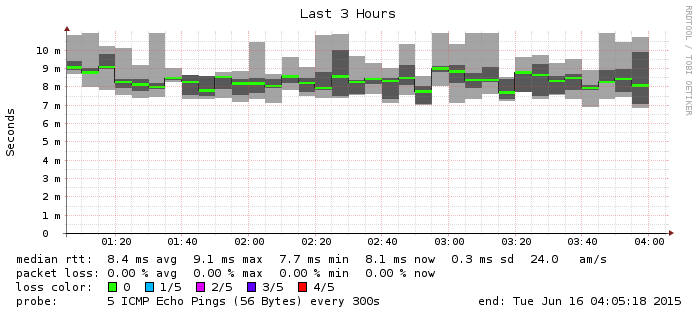 Last 3 Hours
RRDTOOL / TOBI OETIKER
Seconds
10 m
9 m
8 m
7 m
6 m
5 m
4 m
3 m
2 m
1 m
0
01:20 01:40 02:00 02:20 02:40 03:00 03:20 03:40 04:00
median rtt: 8.4 ms avg 9.1 ms max 7.7 ms min 8.1 ms now 0.3 ms sd 24.0 am/s
packet loss: 0.00 % avg 0.00 % max 0.00 % min 0.00 % now
loss color: 0 1/5 2/5 3/5 4/5
probe: 5 ICMP Echo Pings (56 Bytes) every 300s end: Tue Jun 16 04:05:18 2015